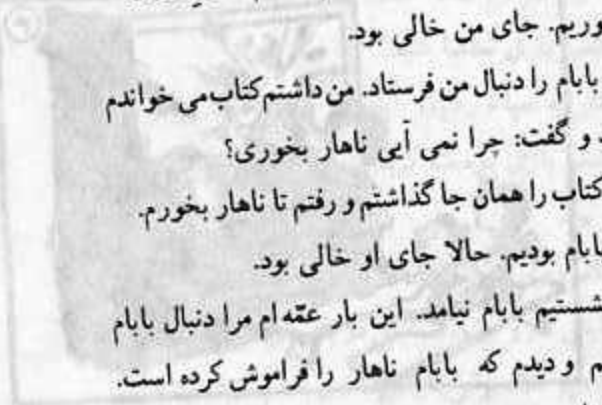 وریم. جای من خالی بود.
بابام را دنبال من فرستاد. من داشتم کتاب می خواندم
و گفت: چرا نمی آیی ناهار بخوری؟
کتاب را همان جا گذاشتم و رفتم تا ناهار بخورم.
بابام بودیم. حالا جای او خالی بود.
شستیم بابام نیامد. این بار عمّه ام مرا دنبال بابام
م و دیدم که بابام ناهار را فراموش کرده است.